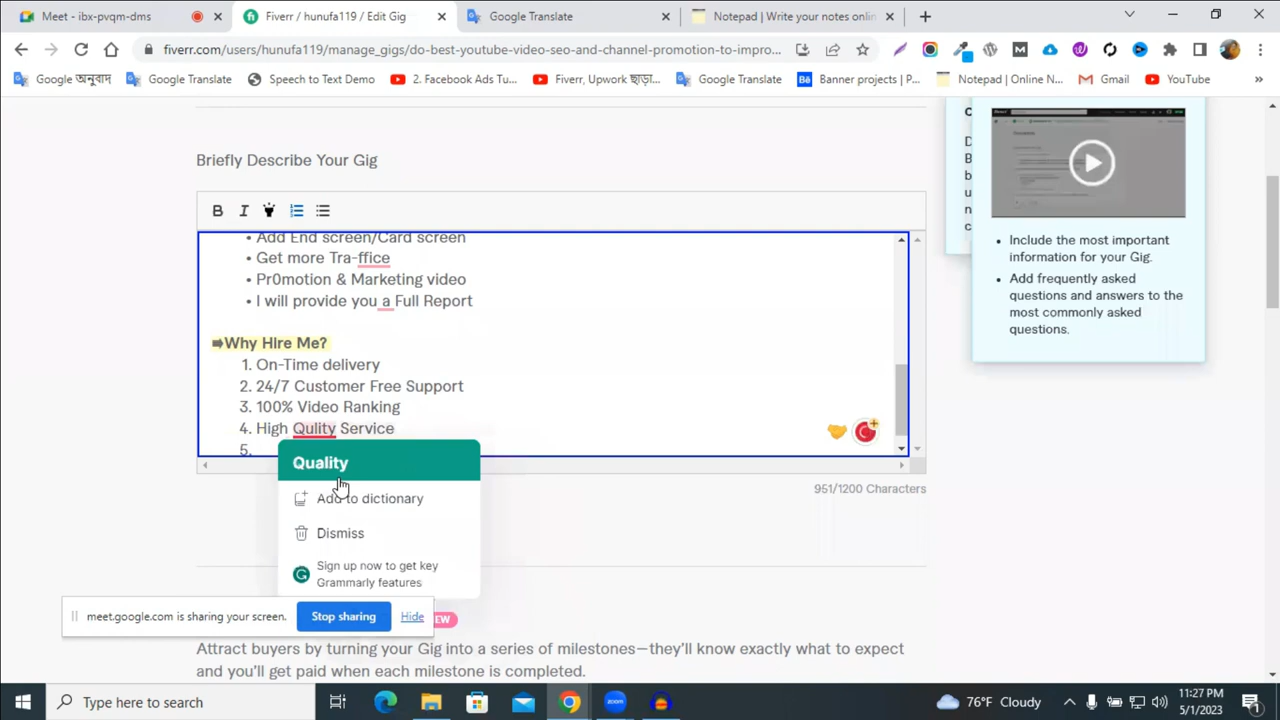 Meet - ibx-pvqm-dms
Fiverr / hunufa119 / Edit Gig
Google Translate
Notepad | Write your notes onlin
fiverr.com/users/hunufa119/manage_gigs/do-best-youtube-video-seo-and-channel-promotion-to-impro...
Google অনুবাদ
Google Translate
Speech to Text Demo
2. Facebook Ads Tu...
Fiverr, Upwork ছাড়া...
Google Translate
Banner projects | P...
Notepad | Online N...
Gmail
YouTube
Briefly Describe Your Gig
• Add End screen/Card screen
• Get more Tra-ffice
• Pr0motion & Marketing video
• I will provide you a Full Report
➡Why HIre Me?
1. On-Time delivery
2. 24/7 Customer Free Support
3. 100% Video Ranking
4. High Qulity Service
5.
Quality
Add to dictionary
Dismiss
Sign up now to get key
Grammarly features
951/1200 Characters
• Include the most important
information for your Gig.
• Add frequently asked
questions and answers to the
most commonly asked
questions.
meet.google.com is sharing your screen.
Stop sharing
Hide
EW
Attract buyers by turning your Gig into a series of milestones—they'll know exactly what to expect
and you'll get paid when each milestone is completed.
Type here to search
zoom
76°F Cloudy
11:27 PM
5/1/2023
1